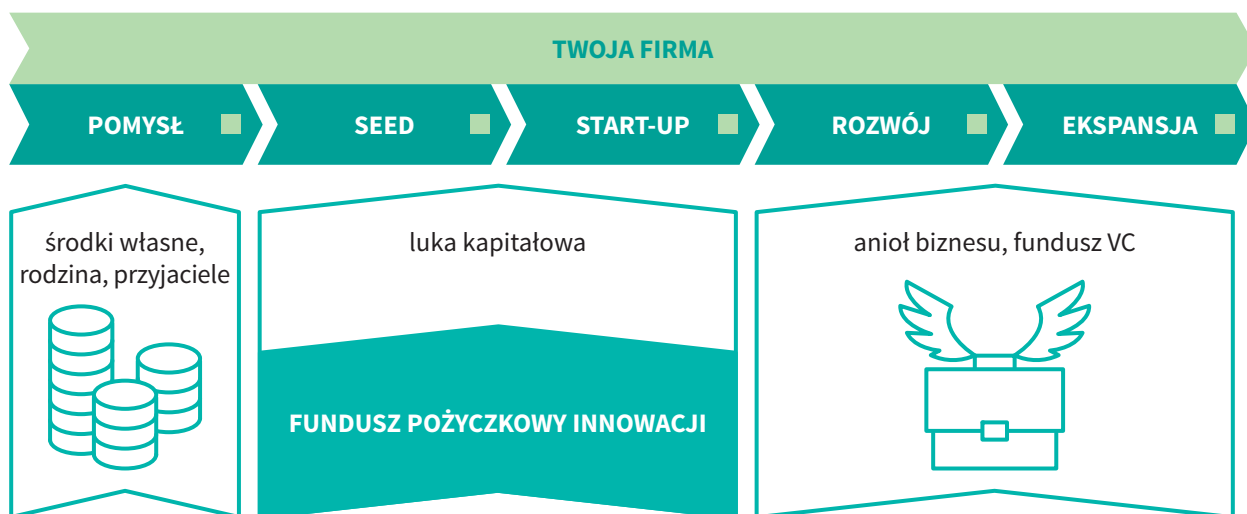 TWOJA FIRMA
POMYSŁ
SEED
START-UP
ROZWÓJ
EKSPANSJA
środki własne,
rodzina, przyjaciele
luka kapitałowa
anioł biznesu, fundusz VC
FUNDUSZ POŻYCZKOWY INNOWACJI